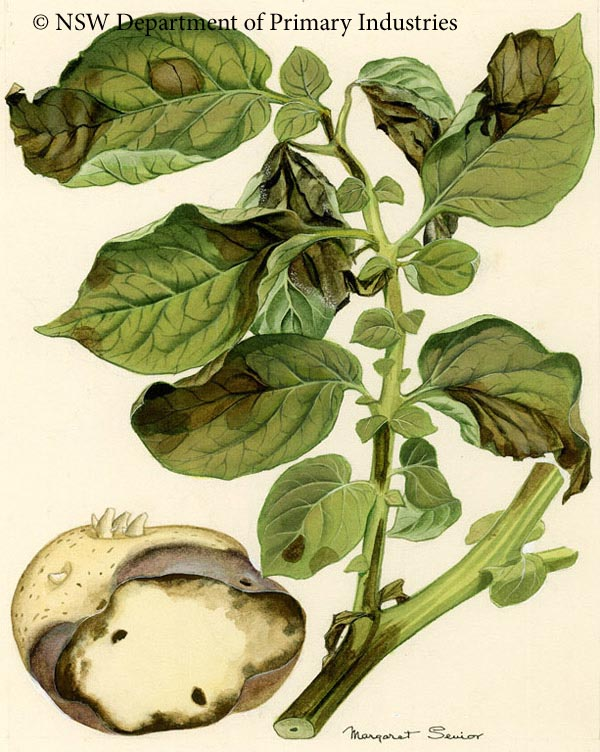 © NSW Department of Primary Industries
Margaret Senior